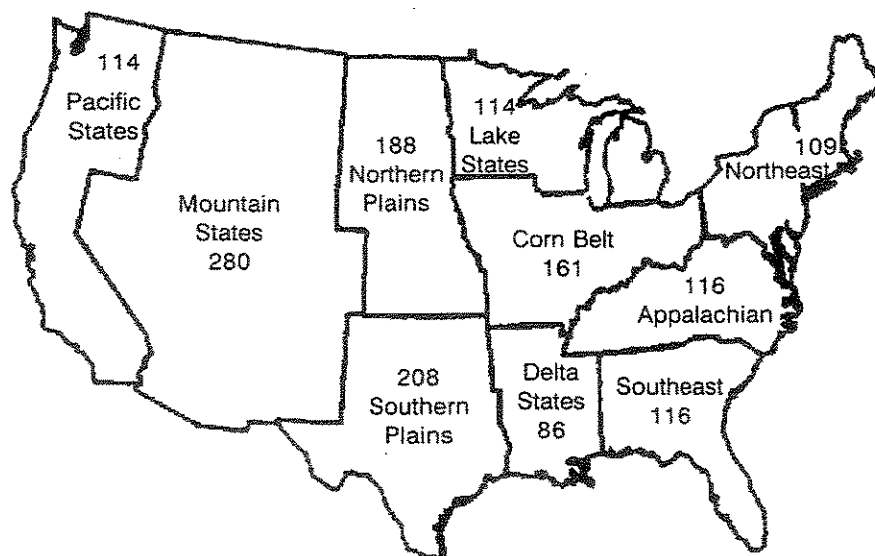 114
Pacific
States
Mountain
States
280
188
Northern
Plains
114
Lake
States
109
Northeast
Corn Belt
161
116
Appalachian
208
Southern
Plains
Delta
States
86
Southeast
116